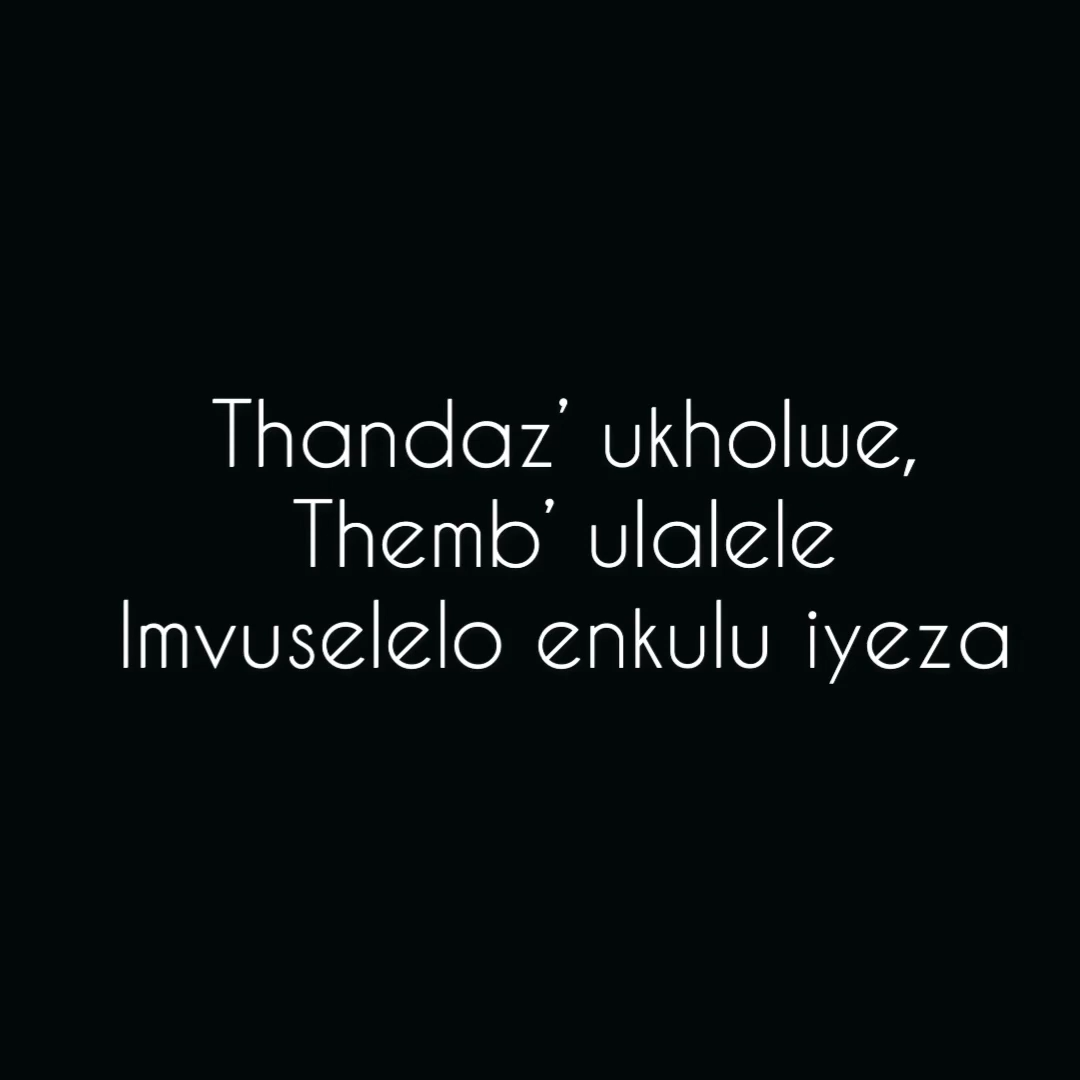 Thandaz’ ukholwe,
Themb’ ulalele
Imvuselelo enkulu iyeza